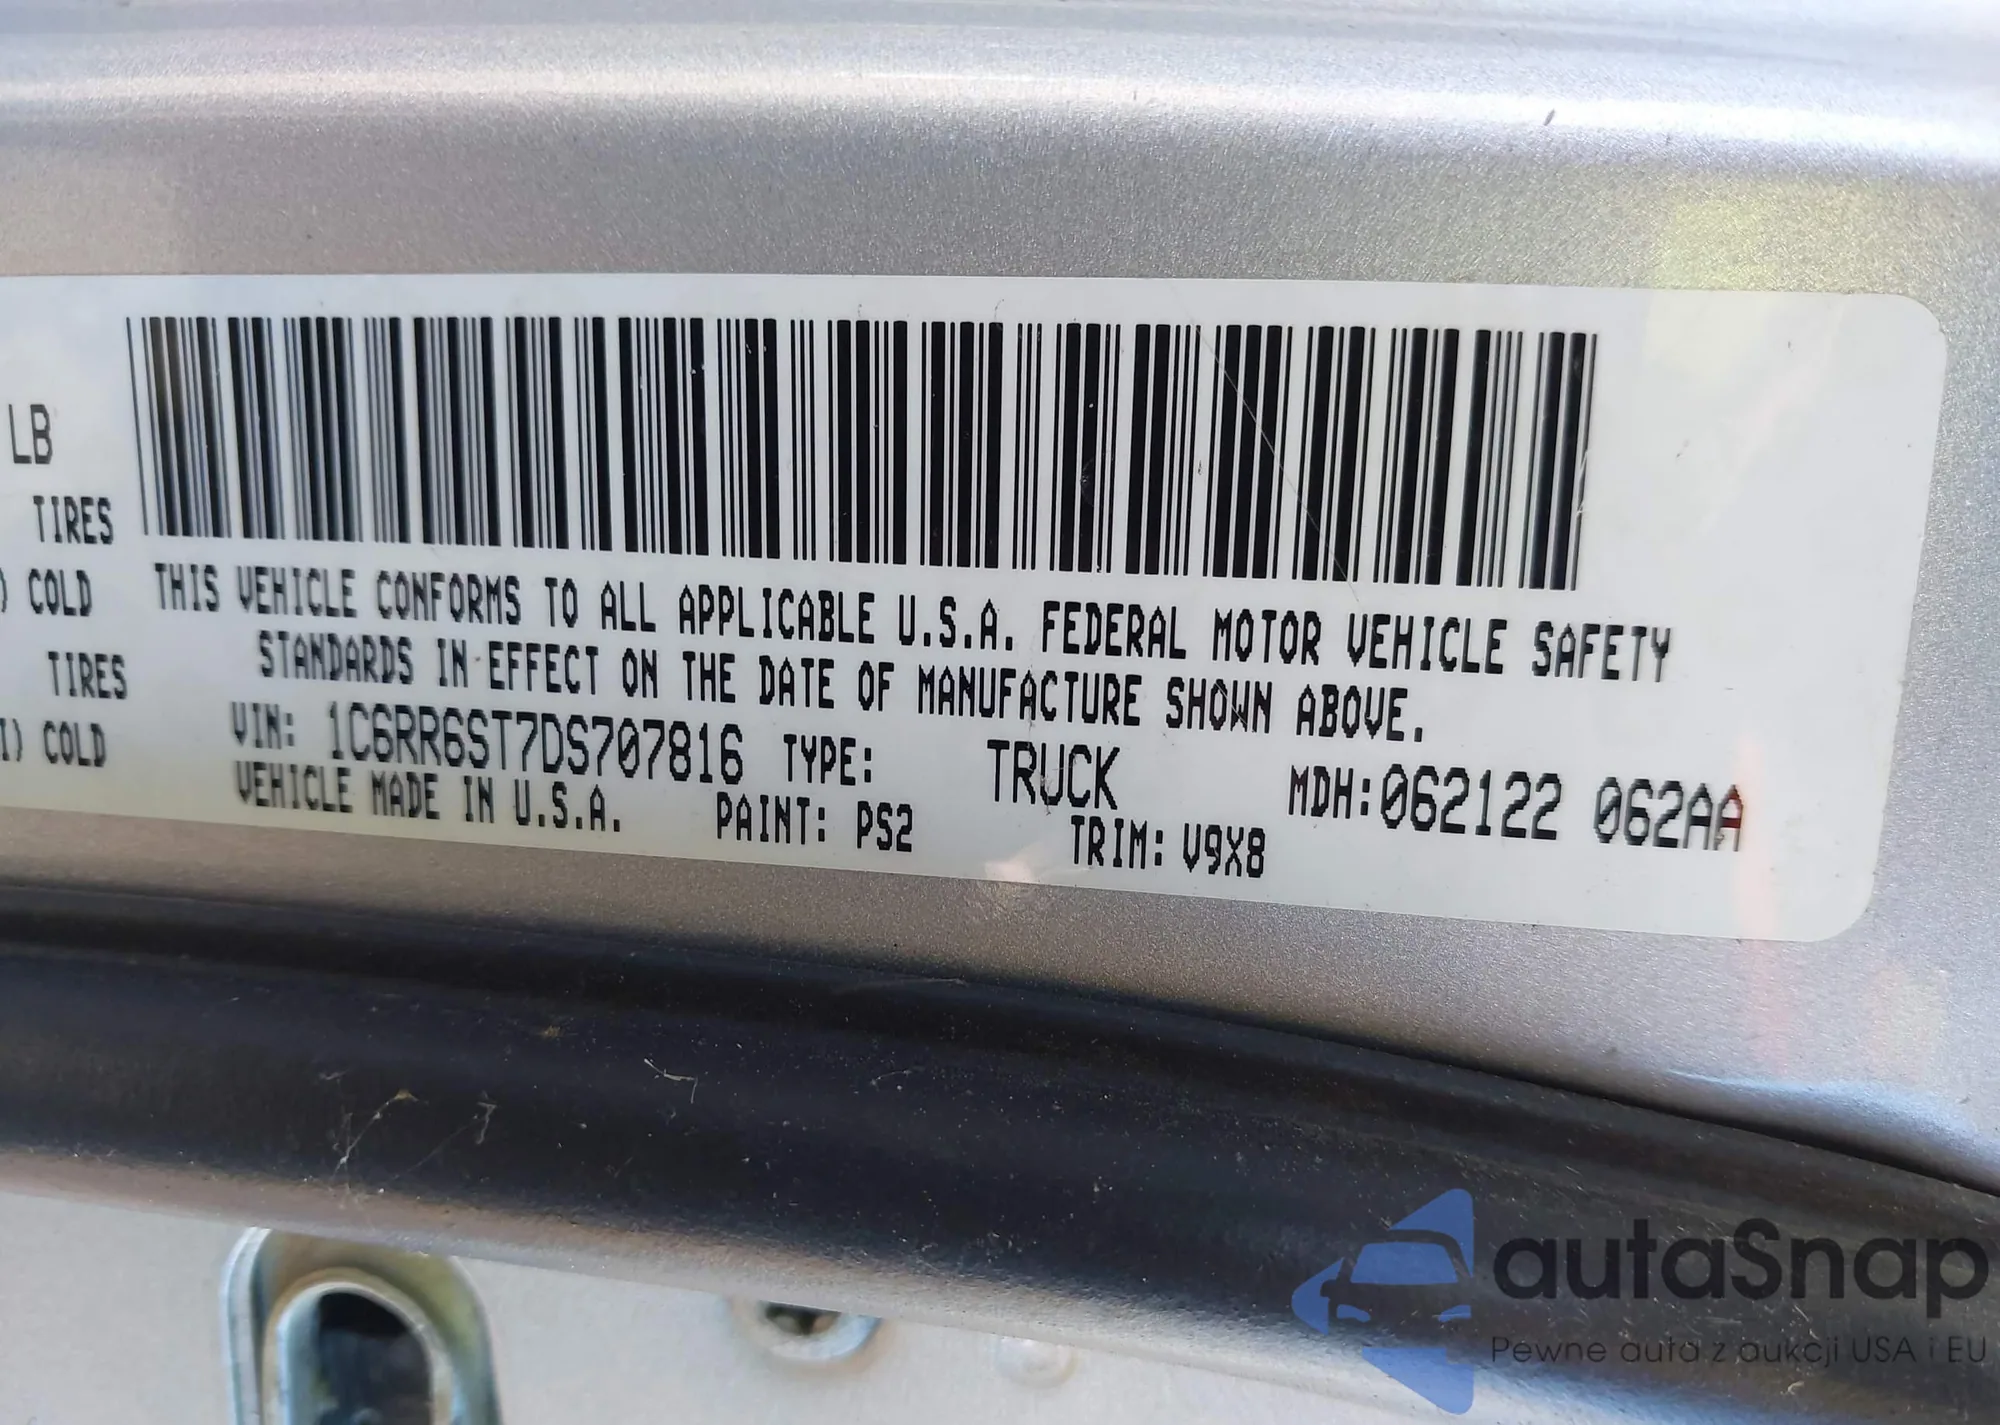 LB
TIRES
) COLD
TIRES
I) COLD
THIS VEHICLE CONFORMS TO ALL APPLICABLE U.S.A. FEDERAL MOTOR VEHICLE SAFETY
STANDARDS IN EFFECT ON THE DATE OF MANUFACTURE SHOWN ABOVE.
VIN: 1C6RR6ST7DS707816 TYPE: TRUCK MDH:062122 062AA
VEHICLE MADE IN U.S.A. PAINT: PS2 TRIM: V9X8
autaSnap
Pewne auta z aukcji USA i EU